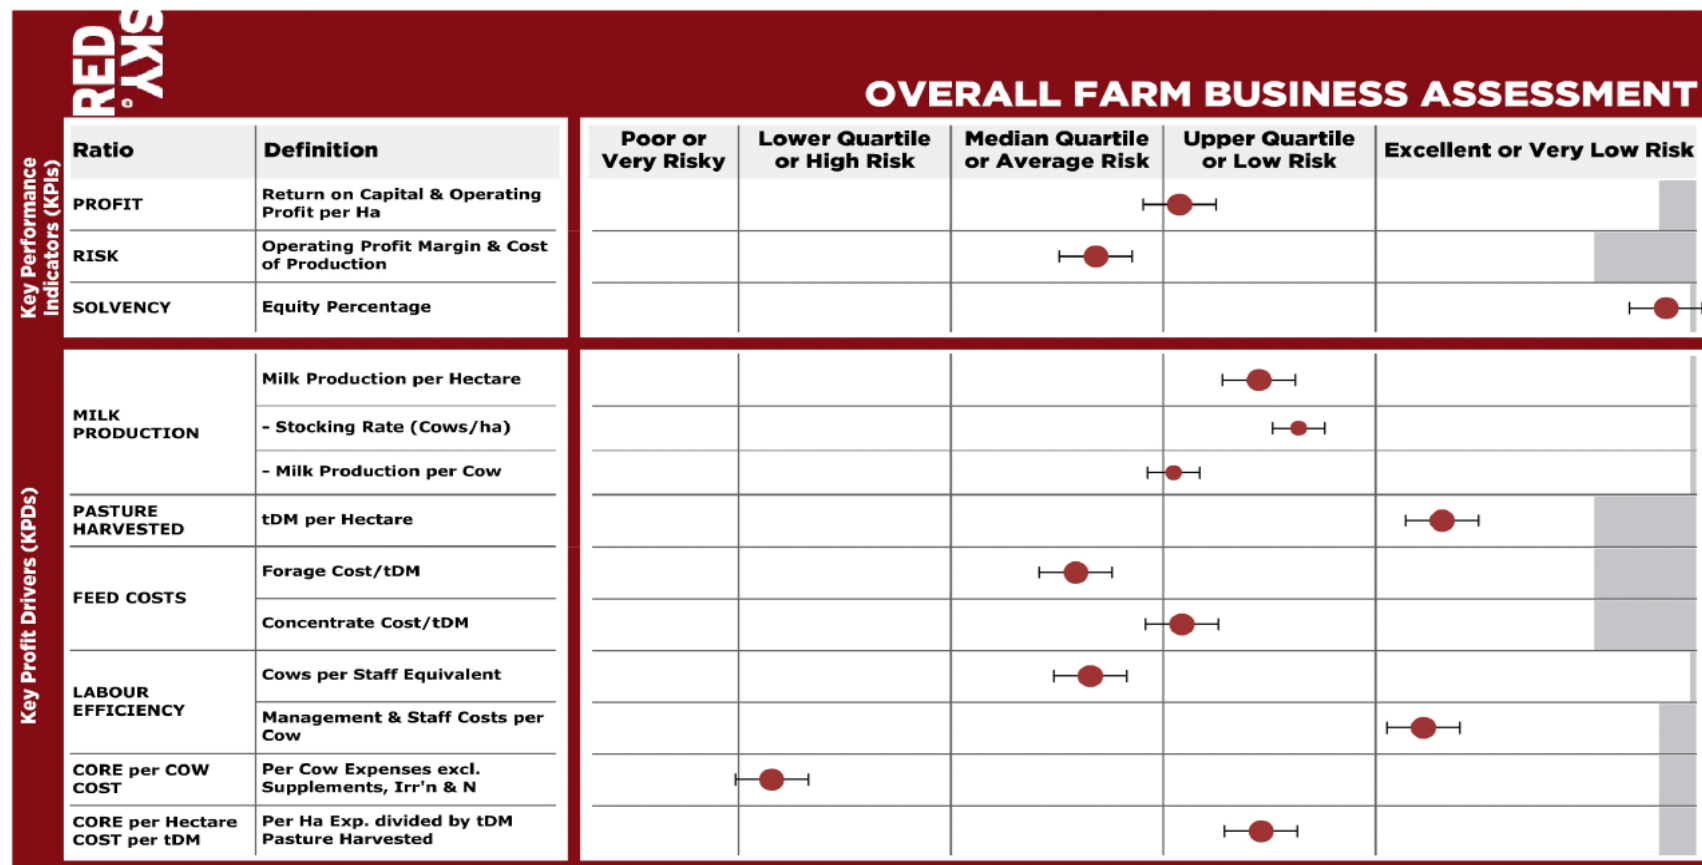 RED
SKY
OVERALL FARM BUSINESS ASSESSMENT
Key Performance
Indicators (KPIs)
Ratio
Definition
Poor or
Very Risky
Lower Quartile
or High Risk
Median Quartile
or Average Risk
Upper Quartile
or Low Risk
Excellent or Very Low Risk
PROFIT
Return on Capital & Operating
Profit per Ha
RISK
Operating Profit Margin & Cost
of Production
SOLVENCY
Equity Percentage
Key Profit Drivers (KPDs)
MILK
PRODUCTION
Milk Production per Hectare
- Stocking Rate (Cows/ha)
- Milk Production per Cow
PASTURE
HARVESTED
tDM per Hectare
FEED COSTS
Forage Cost/tDM
Concentrate Cost/tDM
LABOUR
EFFICIENCY
Cows per Staff Equivalent
Management & Staff Costs per
Cow
CORE per COW
COST
Per Cow Expenses excl.
Supplements, Irr'n & N
CORE per Hectare
COST per tDM
Per Ha Exp. divided by tDM
Pasture Harvested